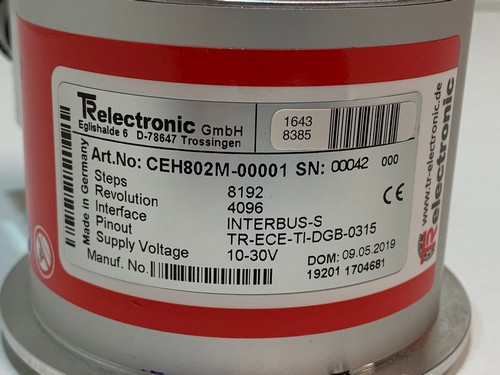 TRelectronic GmbH
Eglishalde 6 D-78647 Trossingen
1643
8385
Art.No: CEH802M-00001 SN: 00042 000
Steps 8192
Revolution 4096
Interface INTERBUS-S
Pinout TR-ECE-TI-DGB-0315
Supply Voltage 10-30V
DOM: 09.05.2019
Manuf. No. 19201 1704681
Made in Germany
CE
www.tr-electronic.de
TRelectronic